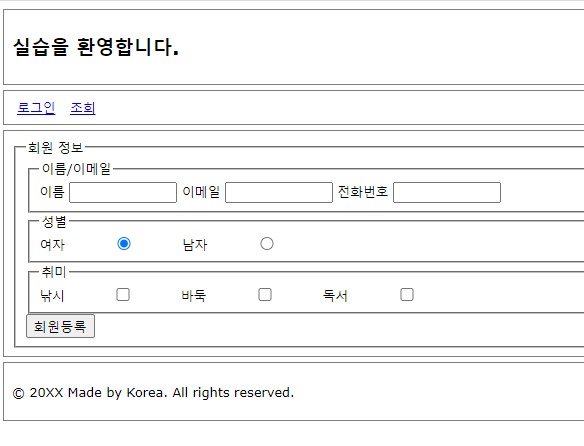 실습을 환영합니다.
로그인 조회
회원 정보
이름/이메일
이름 이메일 전화번호
성별
여자 남자
취미
낚시 바둑 독서
회원등록
© 20XX Made by Korea. All rights reserved.